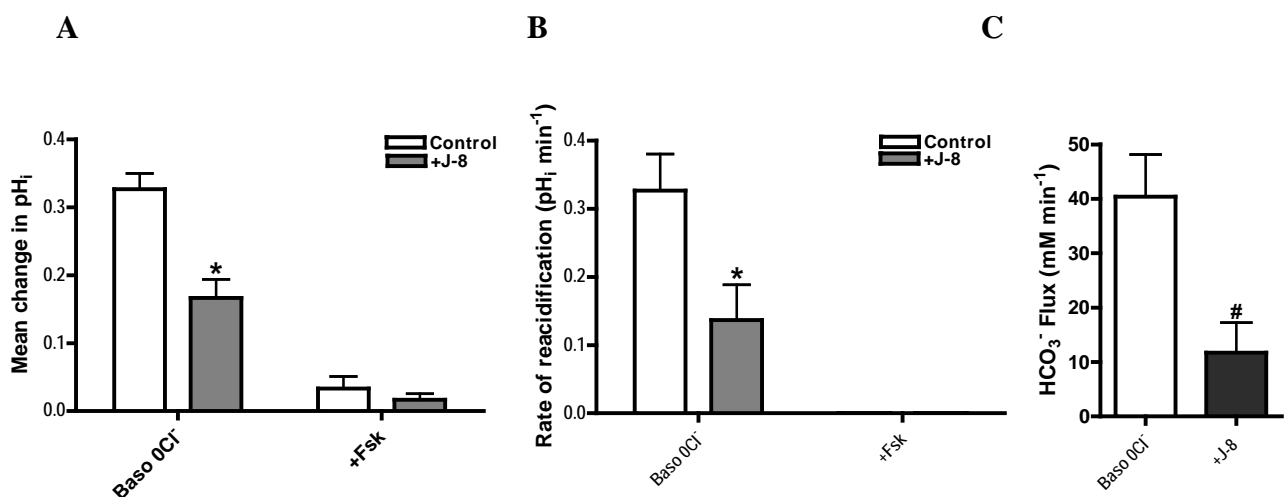 A
B
C
Mean change in pHᵢ
0.4
0.3
0.2
0.1
0.0
Control
+J-8
*
Baso 0Cl⁻
+Fsk
Rate of reacidification (pHᵢ min⁻¹)
0.4
0.3
0.2
0.1
0.0
Control
+J-8
*
Baso 0Cl⁻
+Fsk
HCO₃⁻ Flux (mM min⁻¹)
50
40
30
20
10
0
#
Baso 0Cl⁻
+J-8